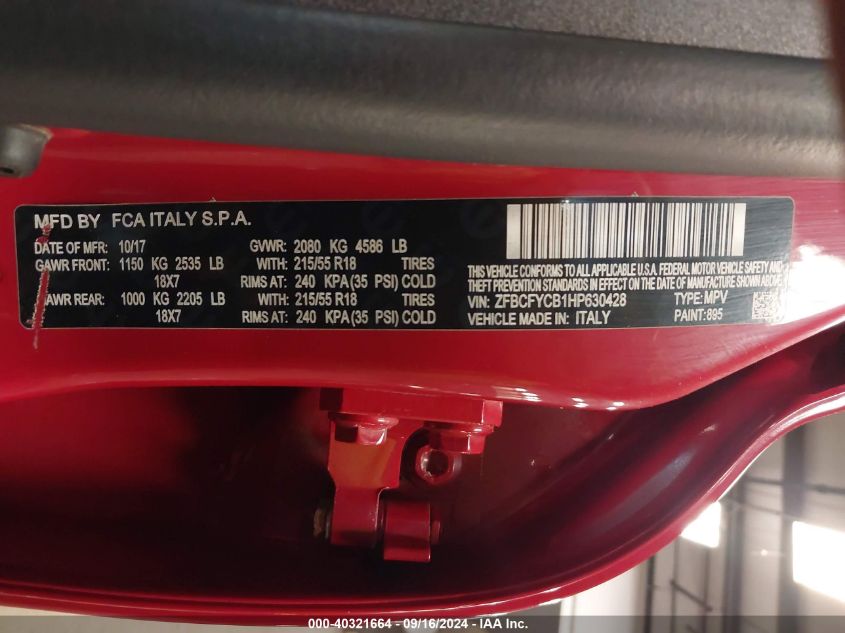 MFD BY FCA ITALY S.P.A.
DATE OF MFR: 10/17 GVWR: 2080 KG 4586 LB
GAWR FRONT: 1150 KG 2535 LB WITH: 215/55 R18 TIRES
18X7 RIMS AT: 240 KPA (35 PSI) COLD
GAWR REAR: 1000 KG 2205 LB WITH: 215/55 R18 TIRES
18X7 RIMS AT: 240 KPA (35 PSI) COLD
THIS VEHICLE CONFORMS TO ALL APPLICABLE U.S.A. FEDERAL MOTOR VEHICLE SAFETY AND
THEFT PREVENTION STANDARDS IN EFFECT ON THE DATE OF MANUFACTURE SHOWN ABOVE.
VIN: ZFBCFYCB1HP630428 TYPE: MPV
VEHICLE MADE IN: ITALY PAINT: 895
000-40321664 - 09/16/2024 - IAA Inc.